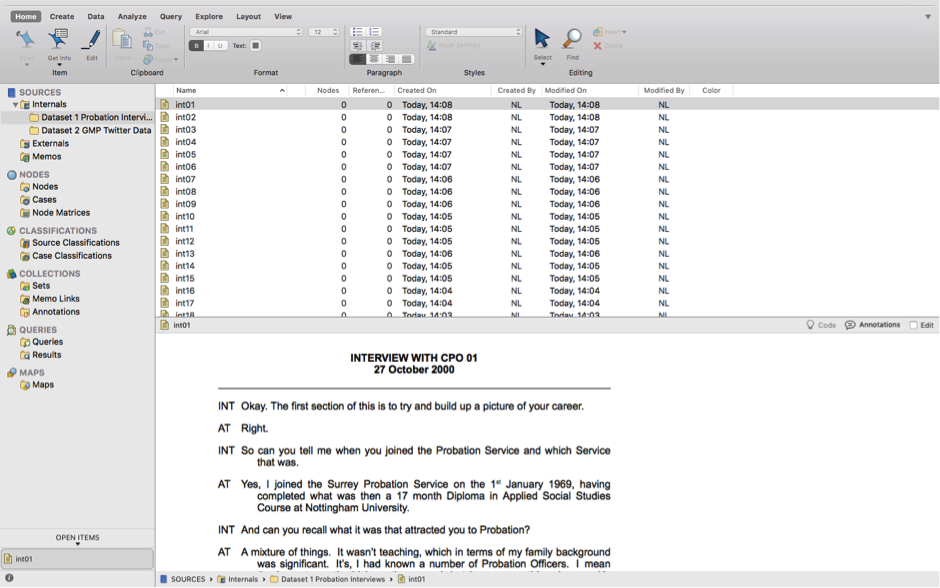 Home Create Data Analyze Query Explore Layout View
Open Get Info Edit Paste Cut Copy Merge Arial 12 B I U Text: Standard Reset Settings Select Find Insert Delete
Item Clipboard Format Paragraph Styles Editing
SOURCES
Internals
Dataset 1 Probation Intervi...
Dataset 2 GMP Twitter Data
Externals
Memos
NODES
Nodes
Cases
Node Matrices
CLASSIFICATIONS
Source Classifications
Case Classifications
COLLECTIONS
Sets
Memo Links
Annotations
QUERIES
Queries
Results
MAPS
Maps
OPEN ITEMS
int01
Name Nodes Referen... Created On Created By Modified On Modified By Color
int01 0 0 Today, 14:08 NL Today, 14:08 NL
int02 0 0 Today, 14:08 NL Today, 14:08 NL
int03 0 0 Today, 14:07 NL Today, 14:07 NL
int04 0 0 Today, 14:07 NL Today, 14:07 NL
int05 0 0 Today, 14:07 NL Today, 14:07 NL
int06 0 0 Today, 14:07 NL Today, 14:07 NL
int07 0 0 Today, 14:06 NL Today, 14:06 NL
int08 0 0 Today, 14:06 NL Today, 14:06 NL
int09 0 0 Today, 14:06 NL Today, 14:06 NL
int10 0 0 Today, 14:05 NL Today, 14:05 NL
int11 0 0 Today, 14:05 NL Today, 14:05 NL
int12 0 0 Today, 14:05 NL Today, 14:05 NL
int13 0 0 Today, 14:06 NL Today, 14:06 NL
int14 0 0 Today, 14:05 NL Today, 14:05 NL
int15 0 0 Today, 14:05 NL Today, 14:05 NL
int16 0 0 Today, 14:04 NL Today, 14:04 NL
int17 0 0 Today, 14:04 NL Today, 14:04 NL
int18 0 0 Today, 14:03 NL Today, 14:03 NL
int01 Code Annotations Edit
INTERVIEW WITH CPO 01
27 October 2000
INT Okay. The first section of this is to try and build up a picture of your career.
AT Right.
INT So can you tell me when you joined the Probation Service and which Service
that was.
AT Yes, I joined the Surrey Probation Service on the 1st January 1969, having
completed what was then a 17 month Diploma in Applied Social Studies
Course at Nottingham University.
INT And can you recall what it was that attracted you to Probation?
AT A mixture of things. It wasn't teaching, which in terms of my family background
was significant. It's, I had known a number of Probation Officers. I mean
SOURCES › Internals › Dataset 1 Probation Interviews › int01